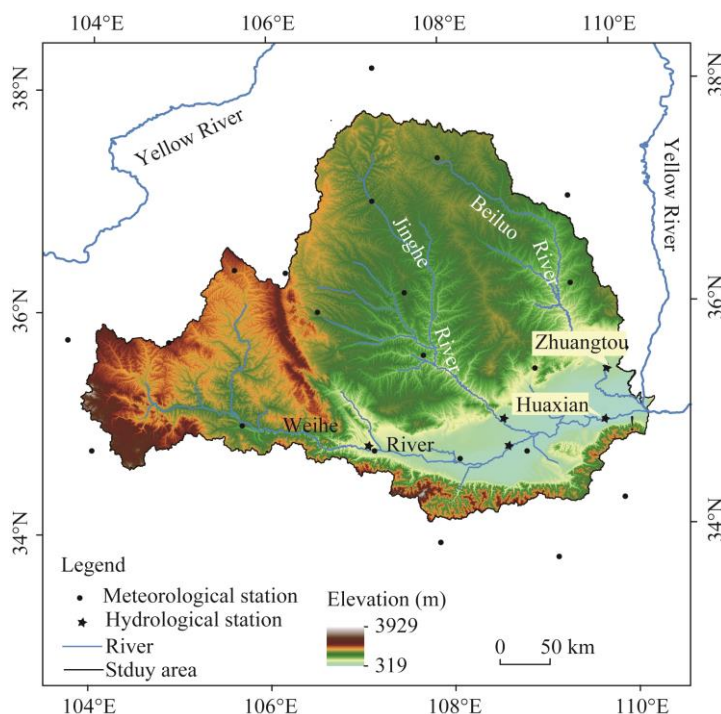 104°E 106°E 108°E 110°E
38°N
38°N
Yellow River
Yellow River
Beiluo
River
Jinghe
River
36°N
36°N
Zhuangtou
Huaxian
Weihe
River
34°N
34°N
Legend
Meteorological station
Hydrological station
River
Stduy area
Elevation (m)
3929
319
0 50 km
104°E 106°E 108°E 110°E